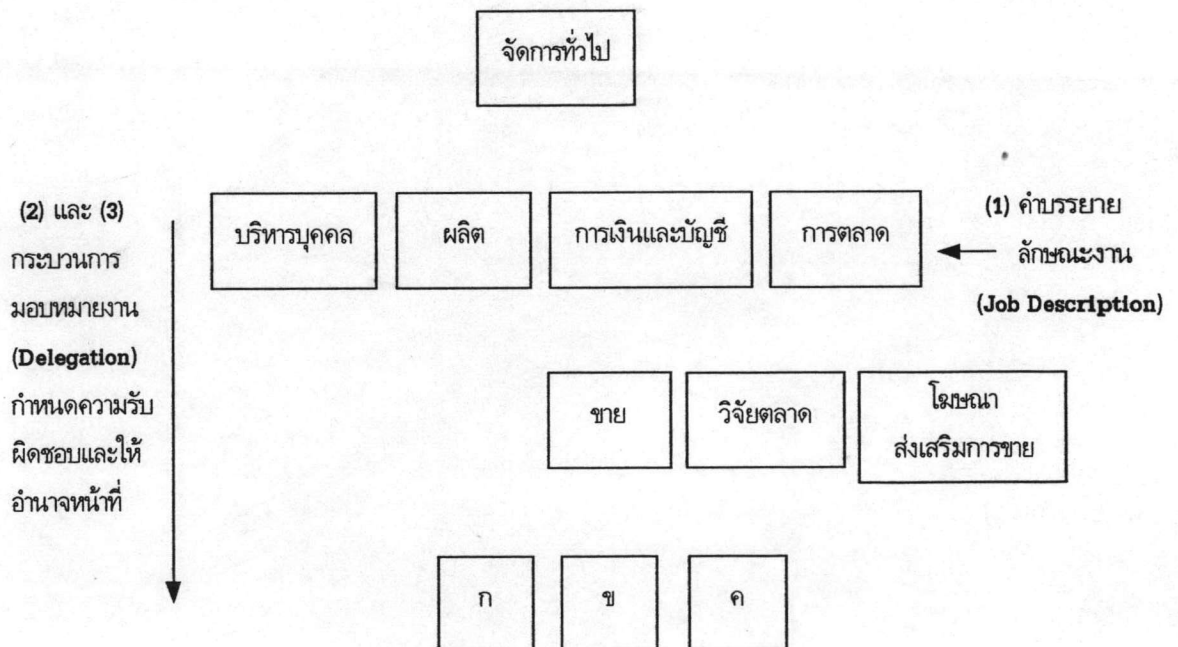 จัดการทั่วไป
(2) และ (3)
กระบวนการ
มอบหมายงาน
(Delegation)
กำหนดความรับ
ผิดชอบและให้
อำนาจหน้าที่
บริหารบุคคล
ผลิต
การเงินและบัญชี
การตลาด
(1) คำบรรยาย
ลักษณะงาน
(Job Description)
ขาย
วิจัยตลาด
โฆษณา
ส่งเสริมการขาย
ก
ข
ค